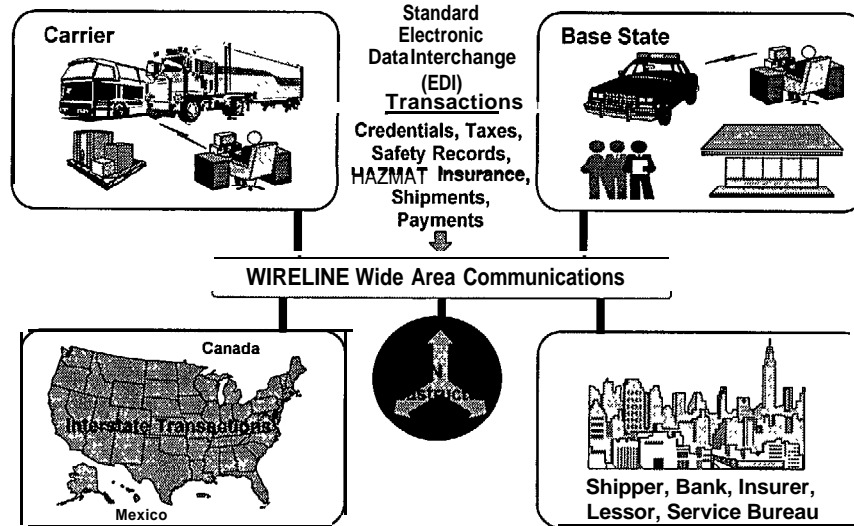 Carrier
Standard
Electronic
DataInterchange
(EDI)
Transactions
Credentials, Taxes,
Safety Records,
HAZMAT Insurance,
Shipments,
Payments
Base State
WIRELINE Wide Area Communications
Canada
Interstate Transactions
Mexico
Shipper, Bank, Insurer,
Lessor, Service Bureau